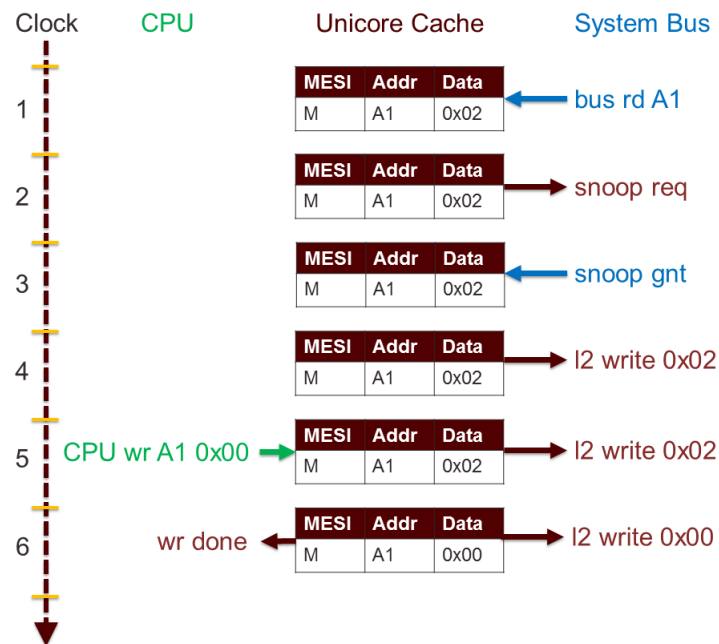 Clock CPU Unicore Cache System Bus
MESI Addr Data
1 M A1 0x02 bus rd A1
MESI Addr Data
2 M A1 0x02 snoop req
MESI Addr Data
3 M A1 0x02 snoop gnt
MESI Addr Data
4 M A1 0x02 l2 write 0x02
MESI Addr Data
5 CPU wr A1 0x00 M A1 0x02 l2 write 0x02
MESI Addr Data
6 wr done M A1 0x00 l2 write 0x00